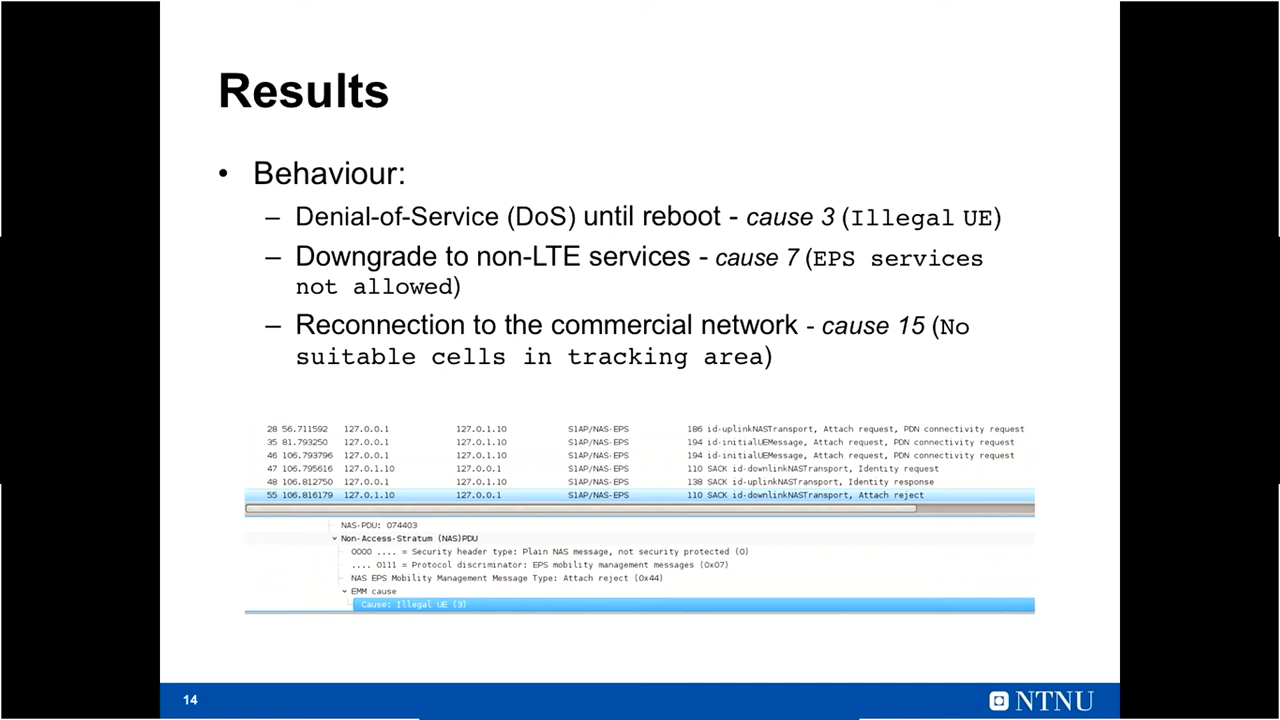 Results
• Behaviour:
– Denial-of-Service (DoS) until reboot - cause 3 (Illegal UE)
– Downgrade to non-LTE services - cause 7 (EPS services
not allowed)
– Reconnection to the commercial network - cause 15 (No
suitable cells in tracking area)
28 56.711592 127.0.0.1 127.0.1.10 S1AP/NAS-EPS 186 id-uplinkNASTransport, Attach request, PDN connectivity request
35 81.793250 127.0.0.1 127.0.1.10 S1AP/NAS-EPS 194 id-initialUEMessage, Attach request, PDN connectivity request
46 106.793796 127.0.0.1 127.0.1.10 S1AP/NAS-EPS 194 id-initialUEMessage, Attach request, PDN connectivity request
47 106.795616 127.0.1.10 127.0.0.1 S1AP/NAS-EPS 110 SACK id-downlinkNASTransport, Identity request
48 106.812750 127.0.0.1 127.0.1.10 S1AP/NAS-EPS 138 SACK id-uplinkNASTransport, Identity response
55 106.816179 127.0.1.10 127.0.0.1 S1AP/NAS-EPS 110 SACK id-downlinkNASTransport, Attach reject
NAS-PDU: 074403
Non-Access-Stratum (NAS)PDU
0000 .... = Security header type: Plain NAS message, not security protected (0)
.... 0111 = Protocol discriminator: EPS mobility management messages (0x07)
NAS EPS Mobility Management Message Type: Attach reject (0x44)
EMM cause
Cause: Illegal UE (3)
14 NTNU